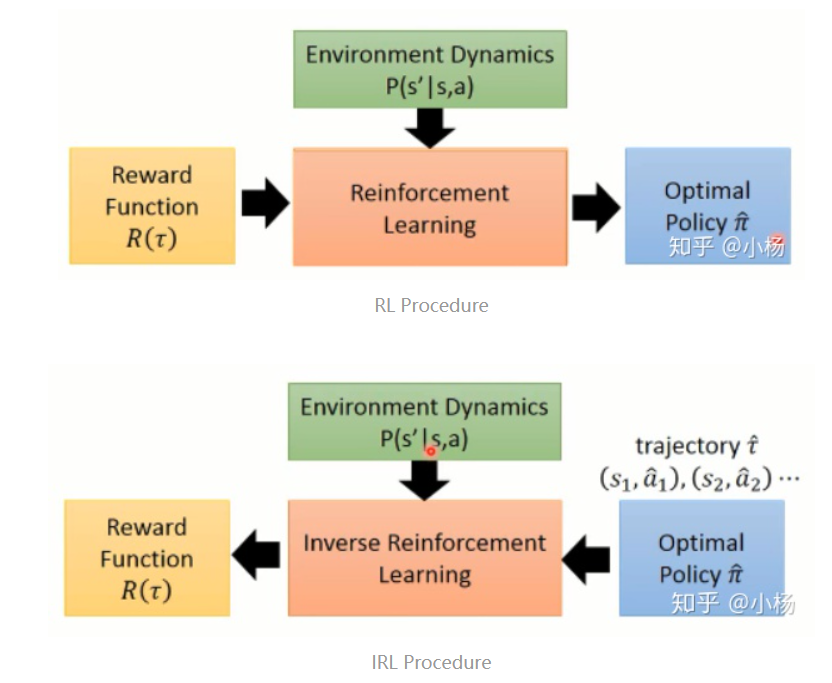 Environment Dynamics
P(s'|s,a)
Reward
Function
R(τ)
Reinforcement
Learning
Optimal
Policy π̂
知乎 @小杨
RL Procedure
Environment Dynamics
P(s'|s,a)
trajectory τ̂
(s₁,â₁),(s₂,â₂)⋯
Reward
Function
R(τ)
Inverse Reinforcement
Learning
Optimal
Policy π̂
知乎 @小杨
IRL Procedure